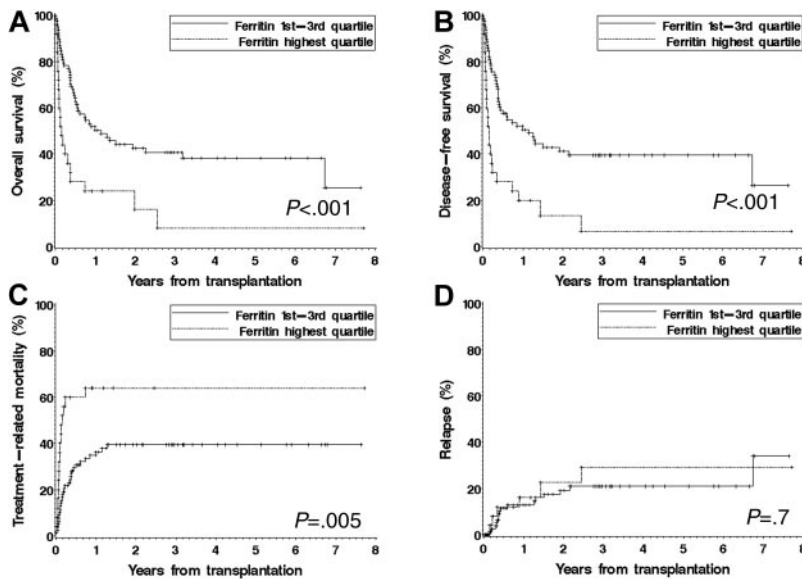 A
Ferritin 1st–3rd quartile
Ferritin highest quartile
Overall survival (%)
100
80
60
40
20
0
P<.001
0 1 2 3 4 5 6 7 8
Years from transplantation
B
Ferritin 1st–3rd quartile
Ferritin highest quartile
Disease–free survival (%)
100
80
60
40
20
0
P<.001
0 1 2 3 4 5 6 7 8
Years from transplantation
C
Ferritin 1st–3rd quartile
Ferritin highest quartile
Treatment–related mortality (%)
100
80
60
40
20
0
P=.005
0 1 2 3 4 5 6 7 8
Years from transplantation
D
Ferritin 1st–3rd quartile
Ferritin highest quartile
Relapse (%)
100
80
60
40
20
0
P=.7
0 1 2 3 4 5 6 7 8
Years from transplantation